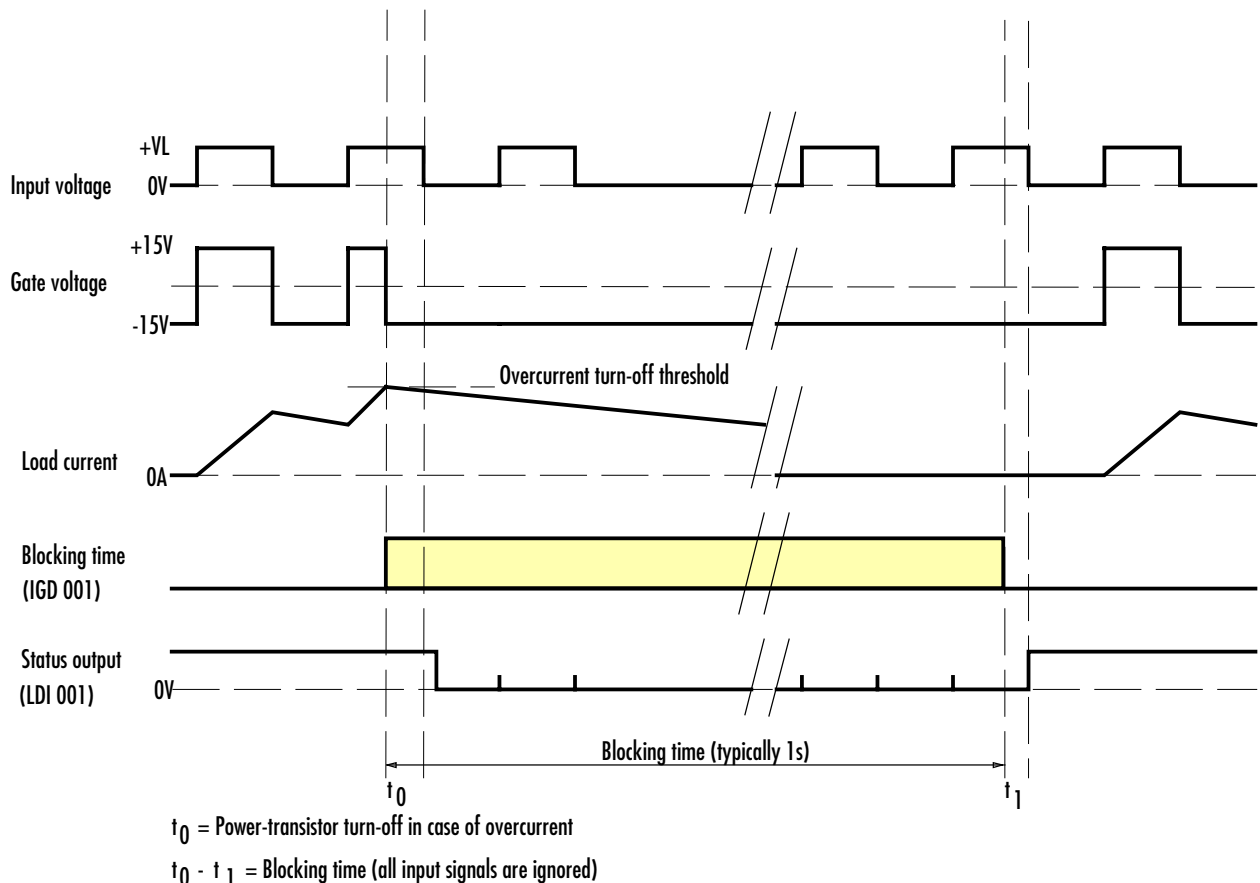 +VL
Input voltage
0V
+15V
Gate voltage
-15V
Overcurrent turn-off threshold
Load current
0A
Blocking time
(IGD 001)
Status output
(LDI 001)
0V
Blocking time (typically 1s)
t0
t1
t0 = Power-transistor turn-off in case of overcurrent
t0 - t1 = Blocking time (all input signals are ignored)